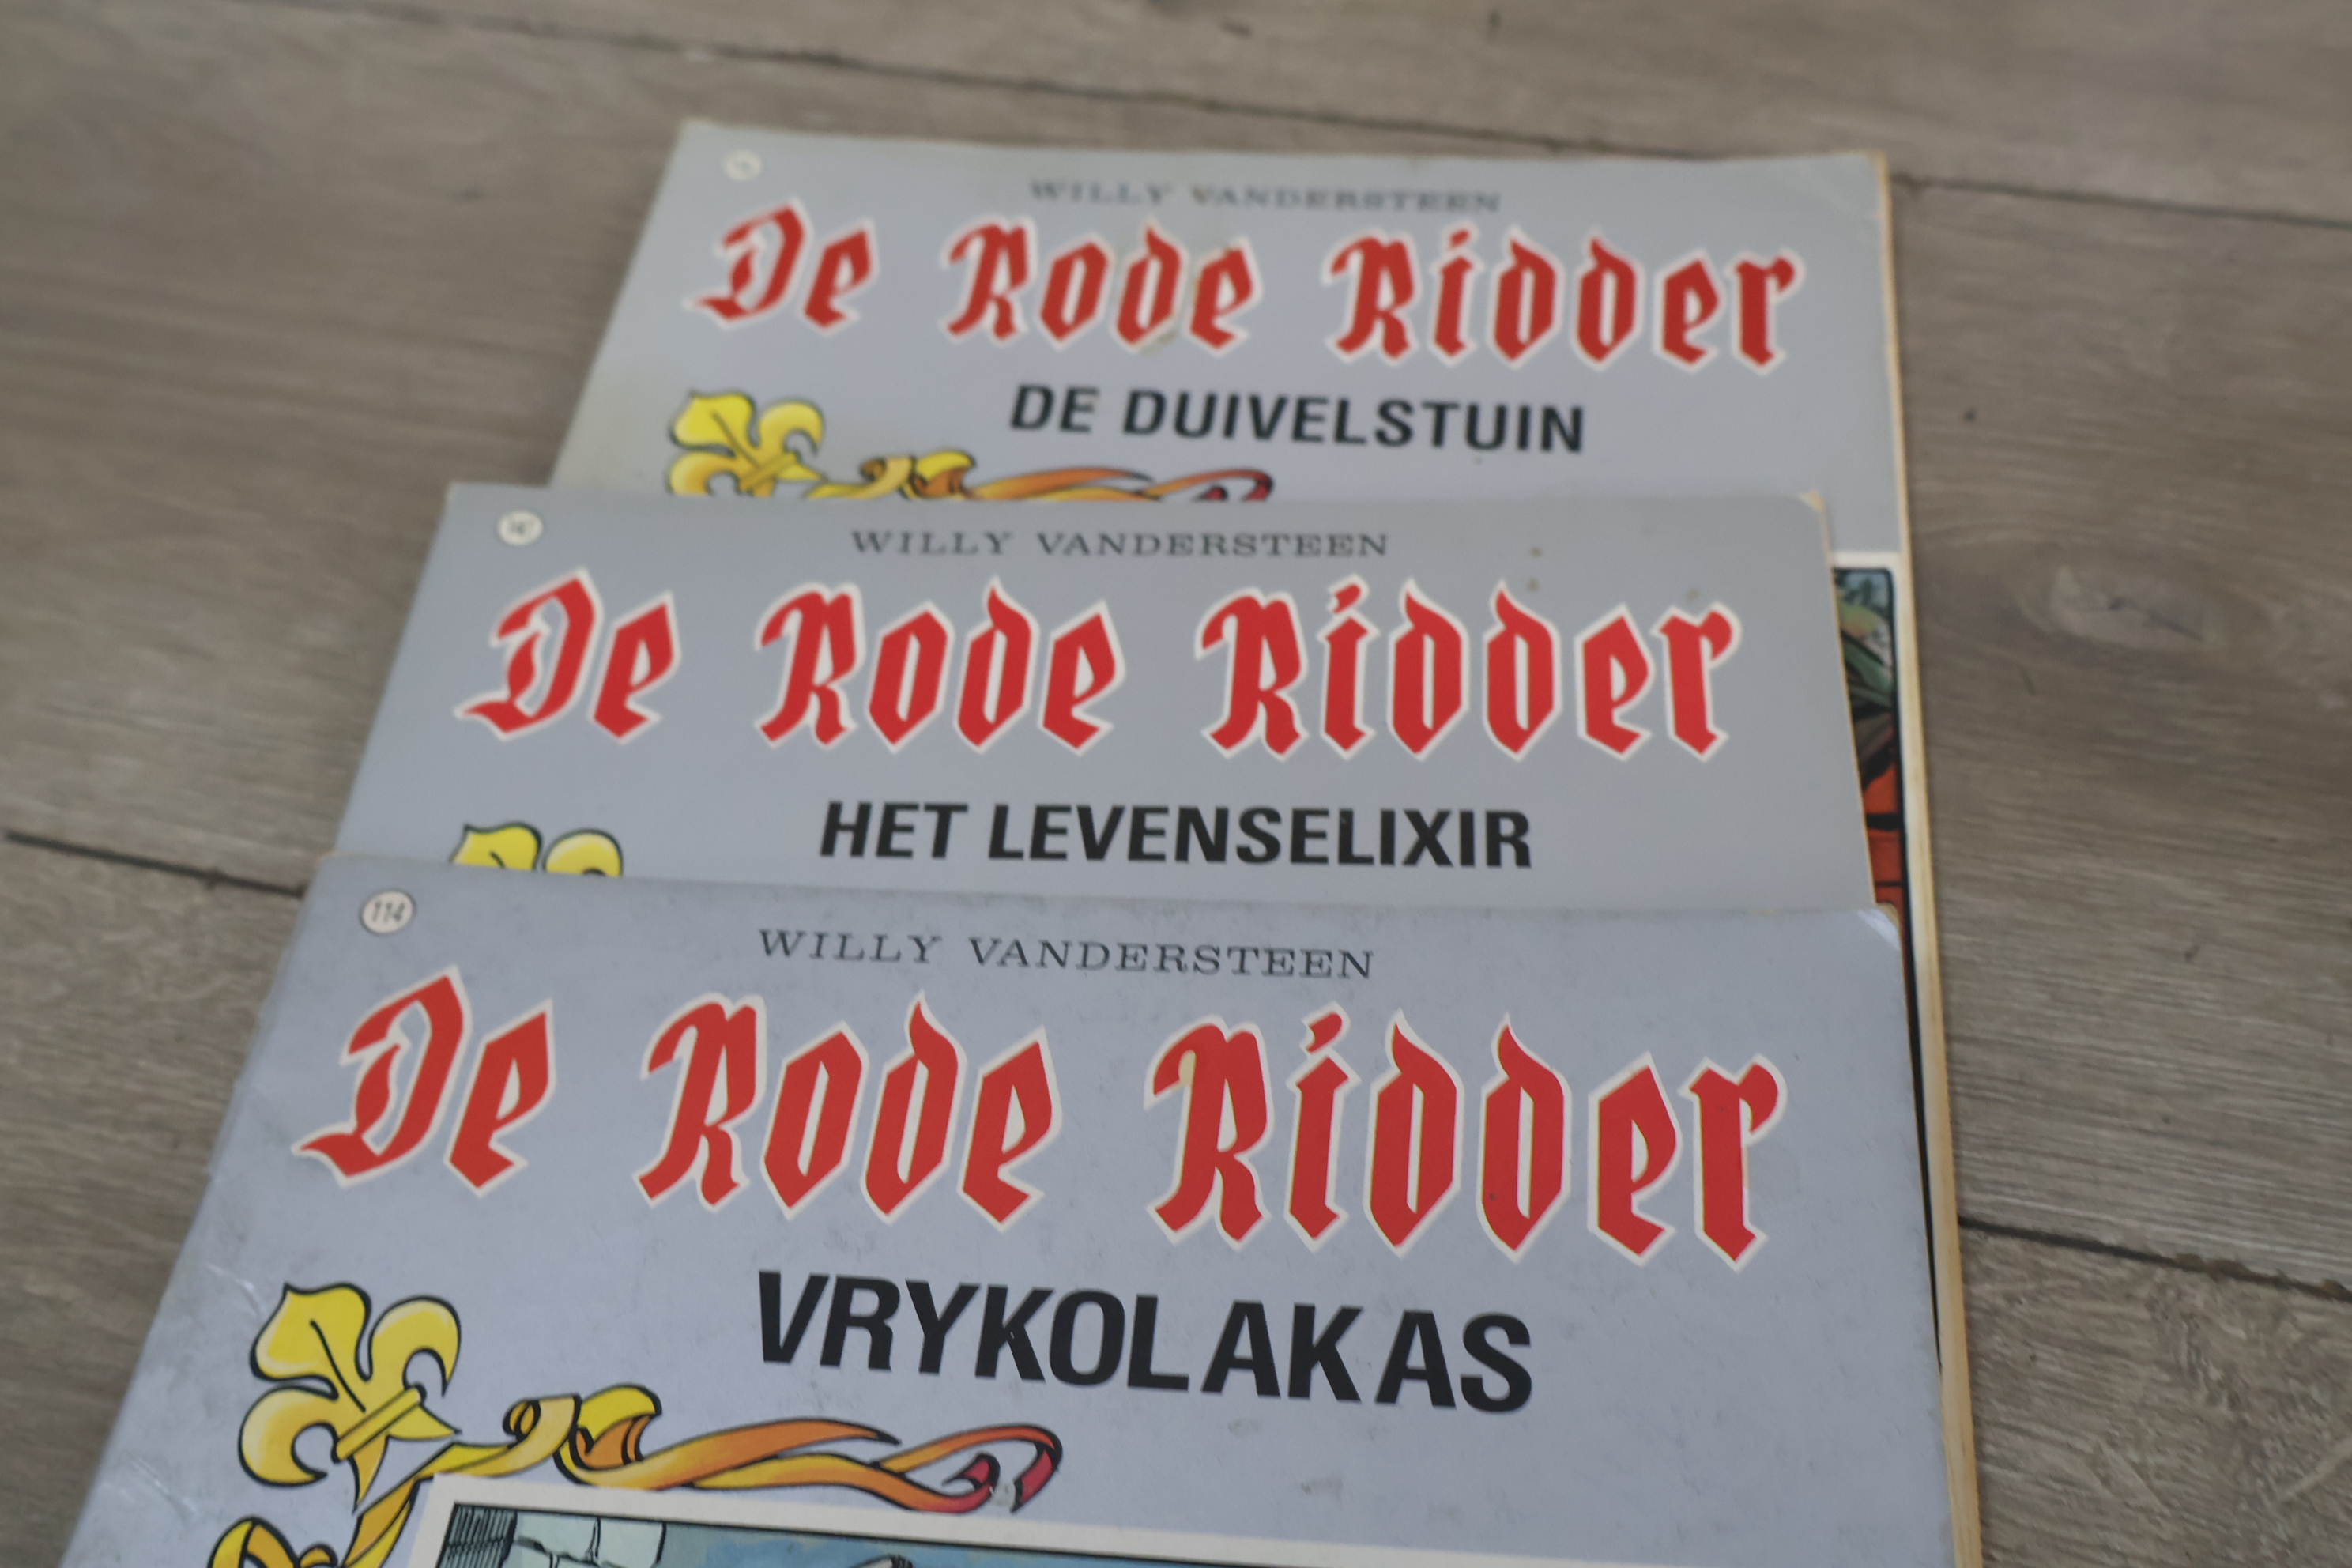 WILLY VANDERSTEEN
De Rode Ridder
DE DUIVELSTUIN
WILLY VANDERSTEEN
De Rode Ridder
HET LEVENSELIXIR
114
WILLY VANDERSTEEN
De Rode Ridder
VRYKOLAKAS